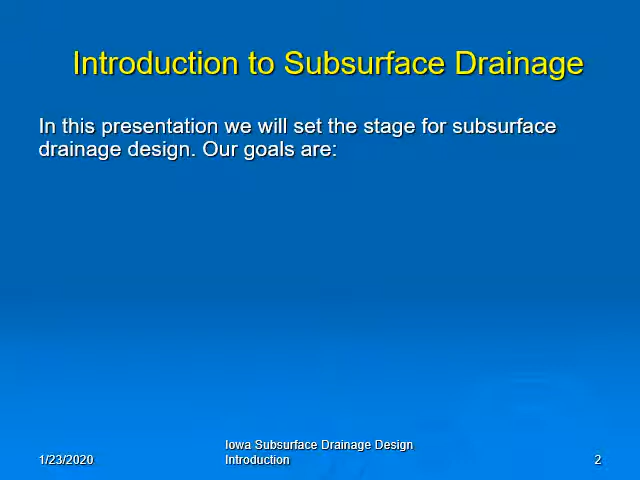 Introduction to Subsurface Drainage
In this presentation we will set the stage for subsurface
drainage design. Our goals are:
Iowa Subsurface Drainage Design
1/23/2020 Introduction 2